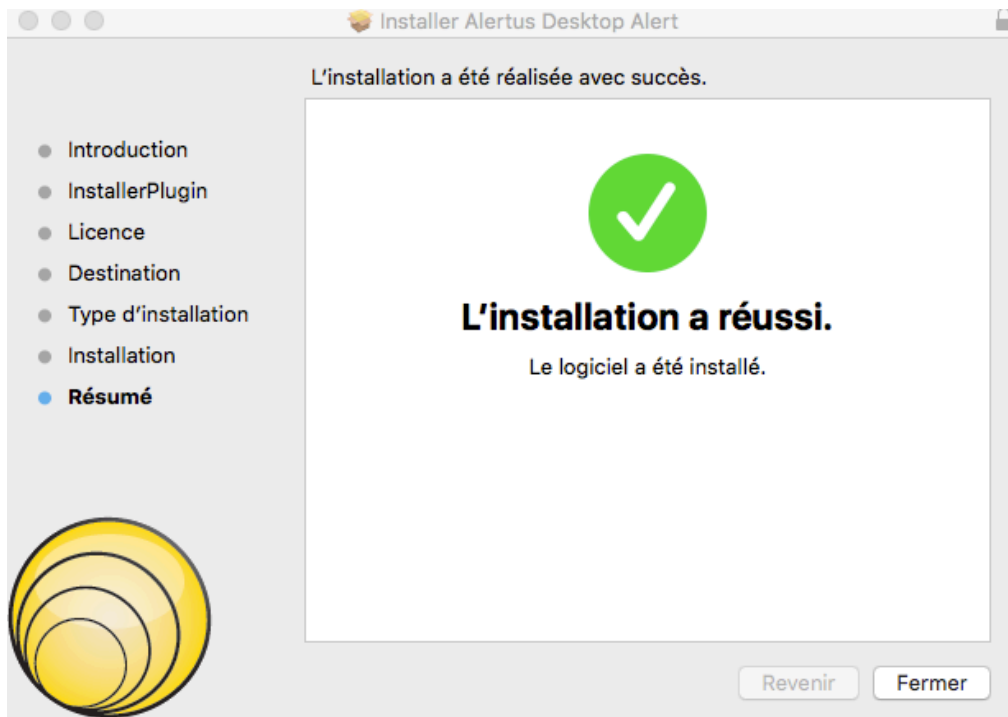 Installer Alertus Desktop Alert
L'installation a été réalisée avec succès.
Introduction
InstallerPlugin
Licence
Destination
Type d'installation
Installation
Résumé
L'installation a réussi.
Le logiciel a été installé.
Revenir
Fermer